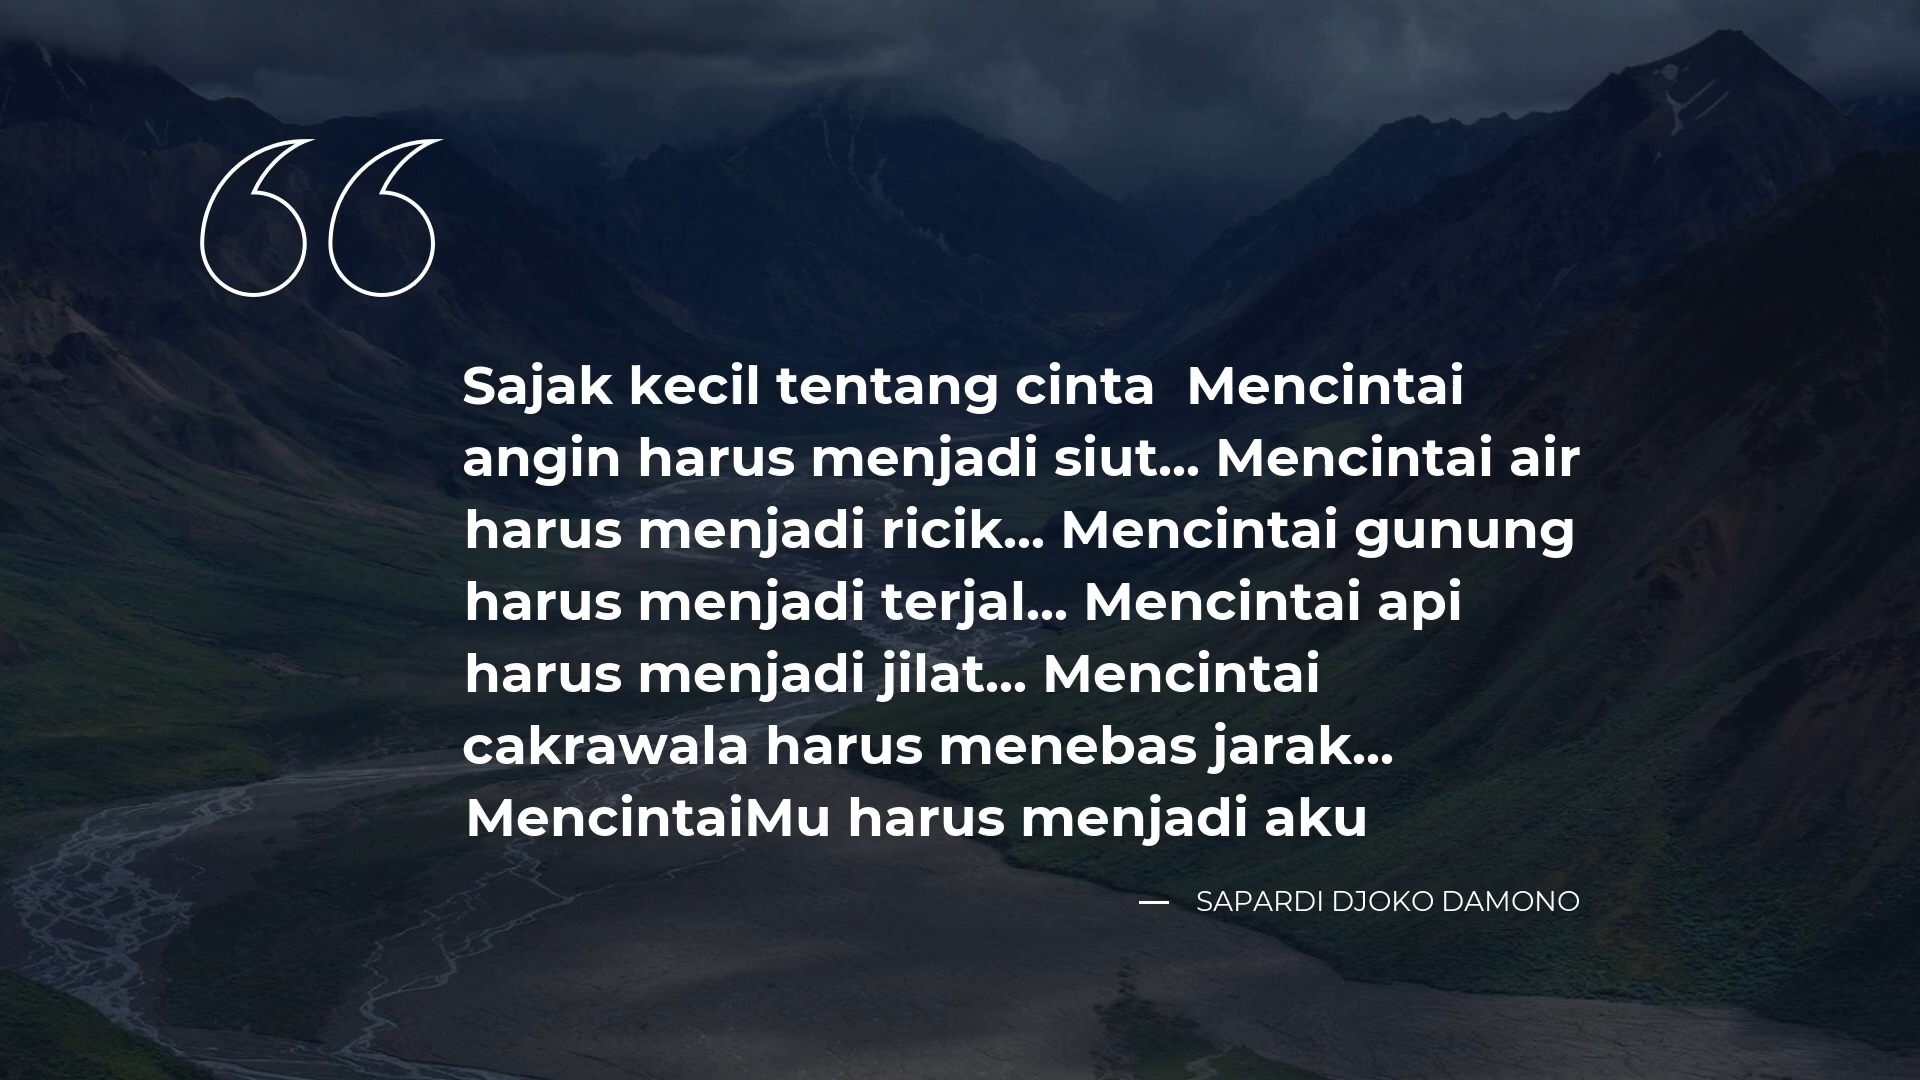 Sajak kecil tentang cinta  Mencintai
angin harus menjadi siut... Mencintai air
harus menjadi ricik... Mencintai gunung
harus menjadi terjal... Mencintai api
harus menjadi jilat... Mencintai
cakrawala harus menebas jarak...
MencintaiMu harus menjadi aku
— SAPARDI DJOKO DAMONO